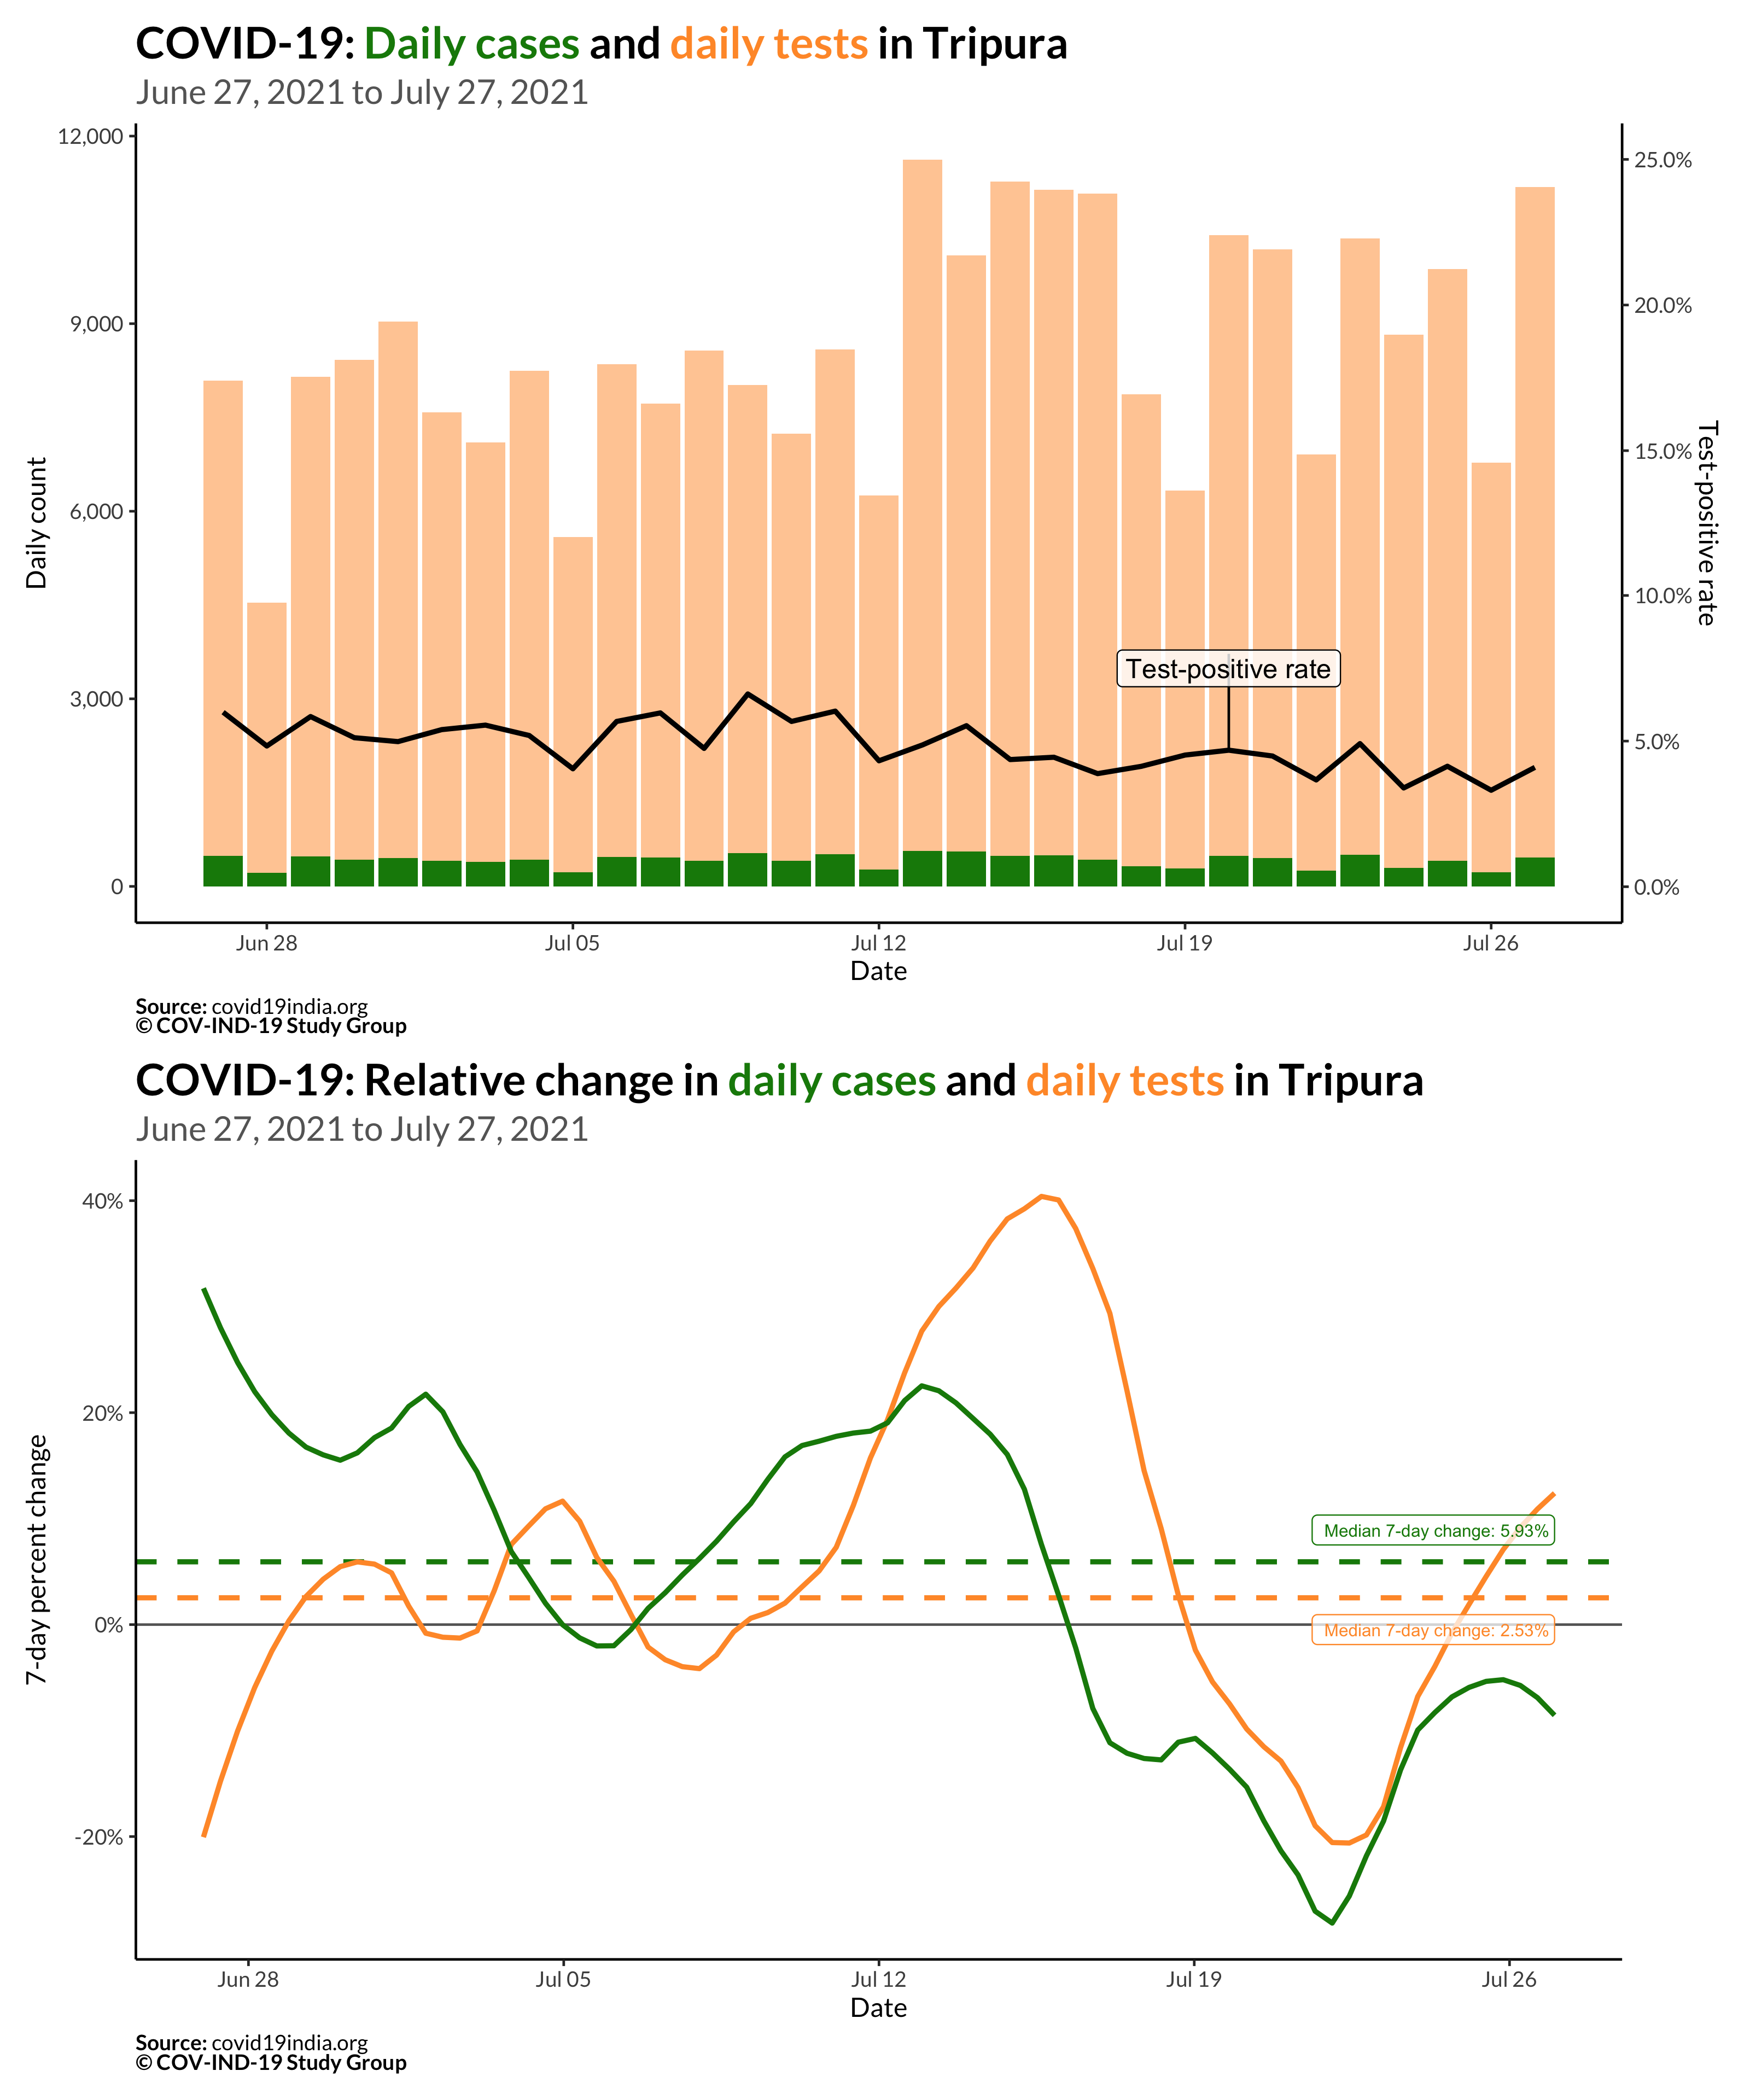 COVID-19: Daily cases and daily tests in Tripura
June 27, 2021 to July 27, 2021
12,000
9,000
6,000
3,000
0
Daily count
25.0%
20.0%
15.0%
10.0%
5.0%
0.0%
Test-positive rate
Test-positive rate
Jun 28
Jul 05
Jul 12
Jul 19
Jul 26
Date
Source: covid19india.org
© COV-IND-19 Study Group
COVID-19: Relative change in daily cases and daily tests in Tripura
June 27, 2021 to July 27, 2021
40%
20%
0%
-20%
7-day percent change
Median 7-day change: 5.93%
Median 7-day change: 2.53%
Jun 28
Jul 05
Jul 12
Jul 19
Jul 26
Date
Source: covid19india.org
© COV-IND-19 Study Group